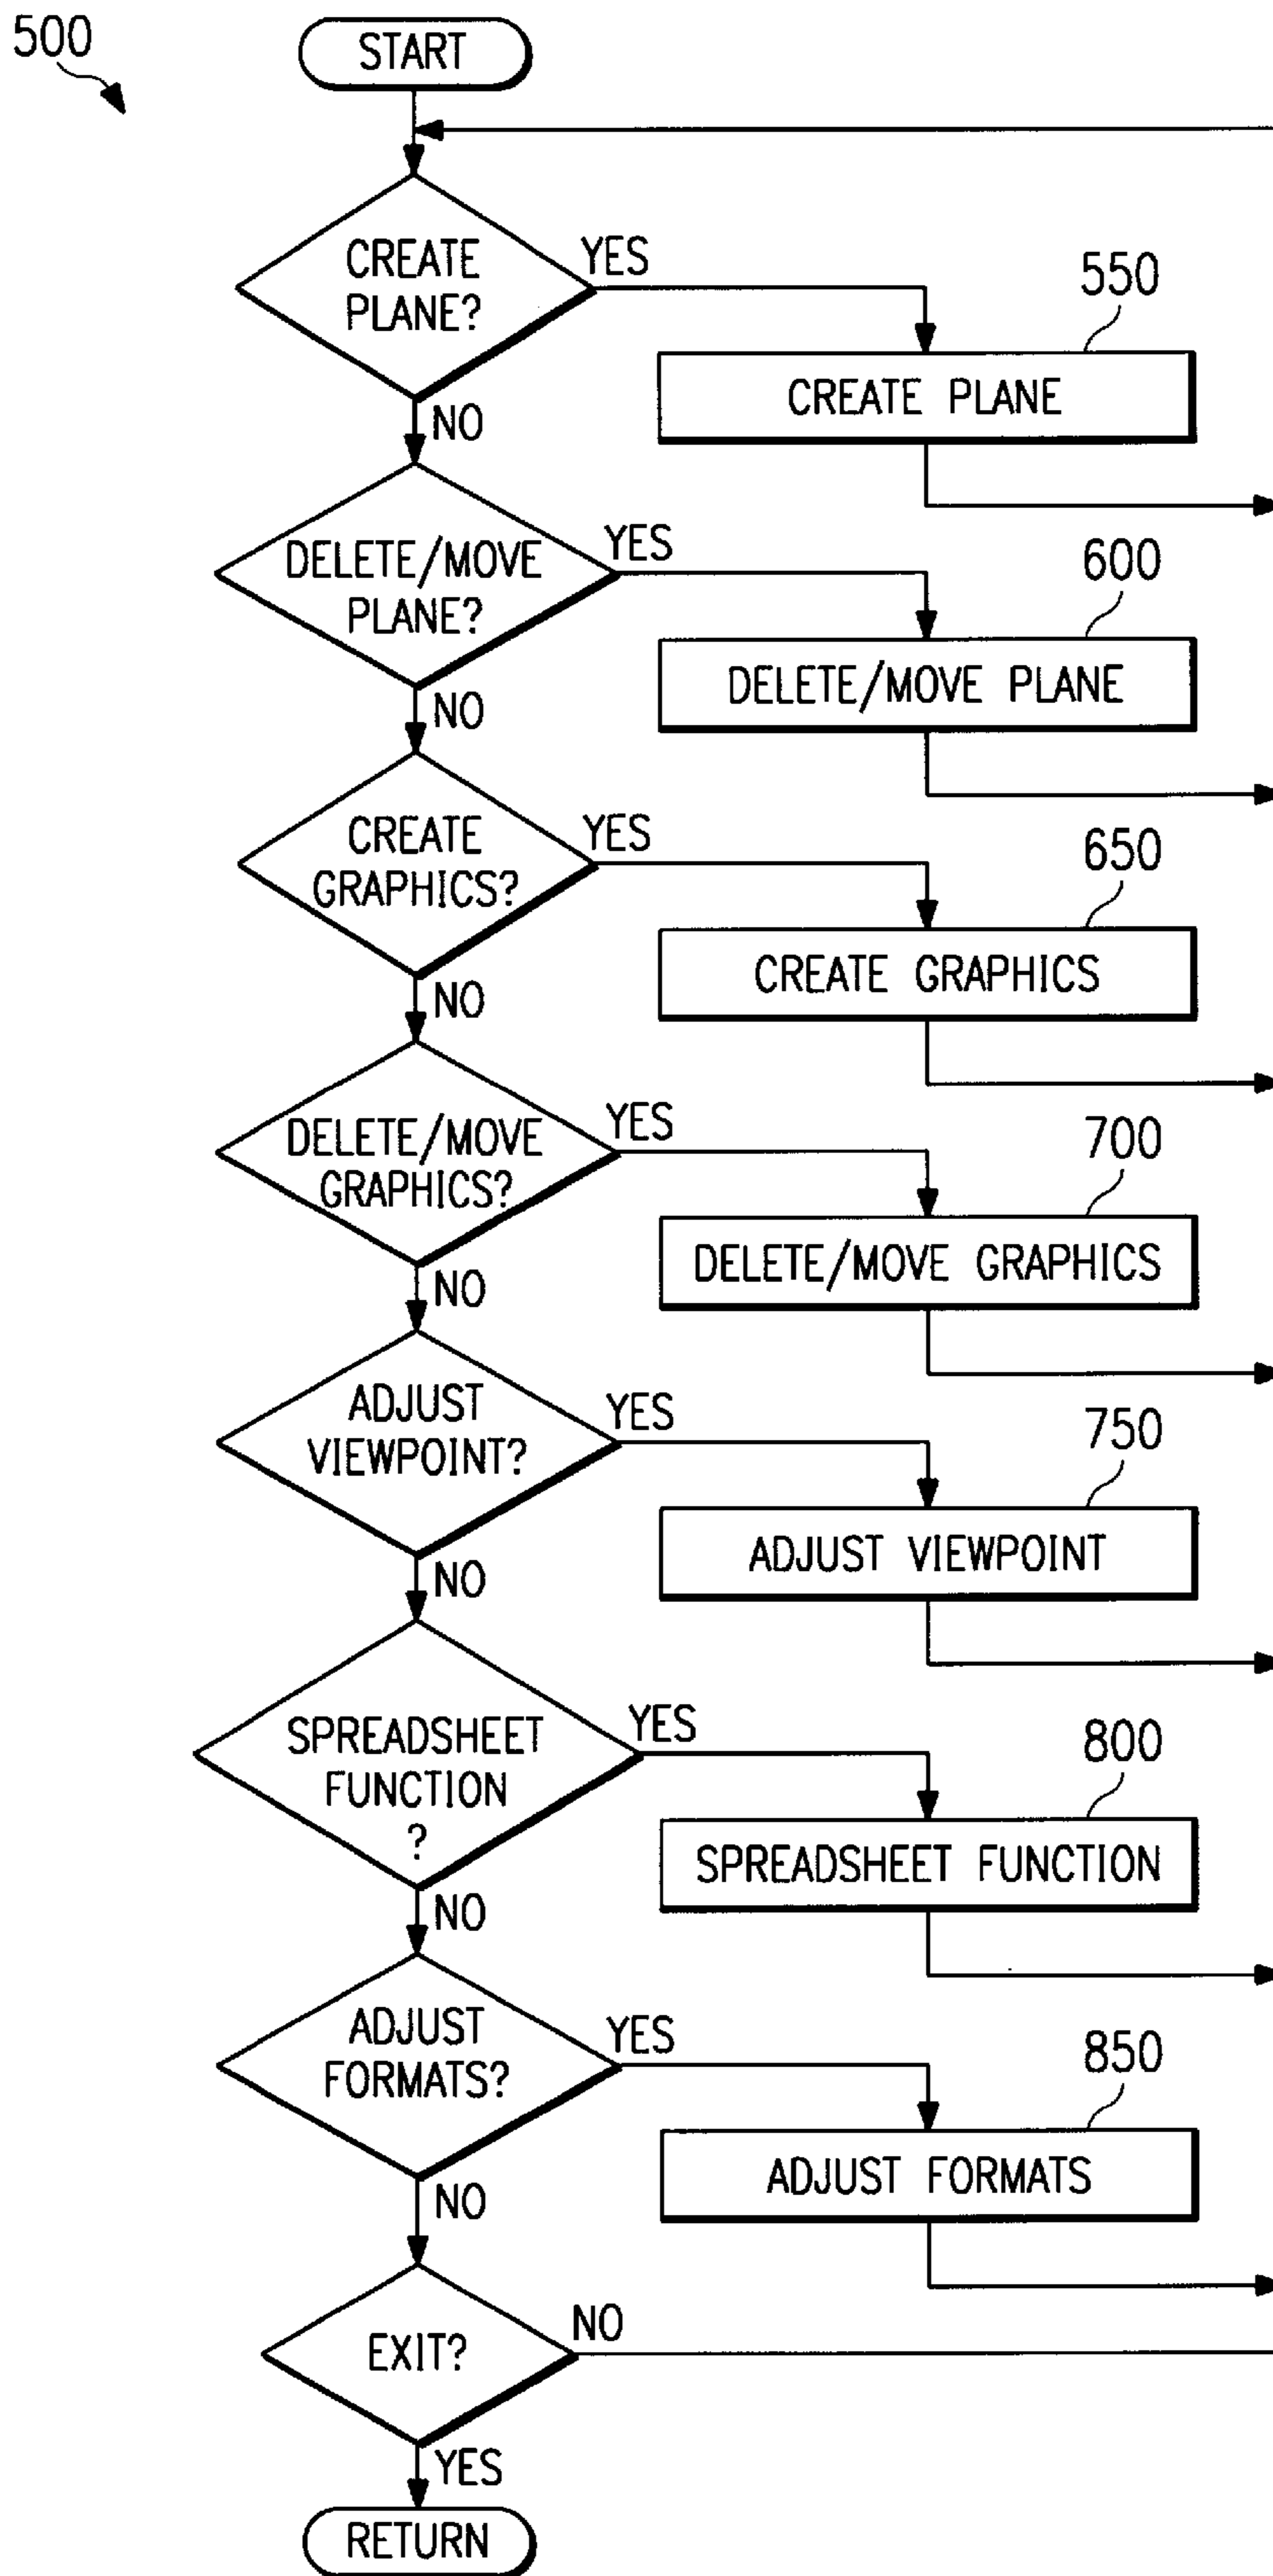 500
START
CREATE
PLANE?
YES
550
CREATE PLANE
NO
DELETE/MOVE
PLANE?
YES
600
DELETE/MOVE PLANE
NO
CREATE
GRAPHICS?
YES
650
CREATE GRAPHICS
NO
DELETE/MOVE
GRAPHICS?
YES
700
DELETE/MOVE GRAPHICS
NO
ADJUST
VIEWPOINT?
YES
750
ADJUST VIEWPOINT
NO
SPREADSHEET
FUNCTION
?
YES
800
SPREADSHEET FUNCTION
NO
ADJUST
FORMATS?
YES
850
ADJUST FORMATS
NO
EXIT?
NO
YES
RETURN